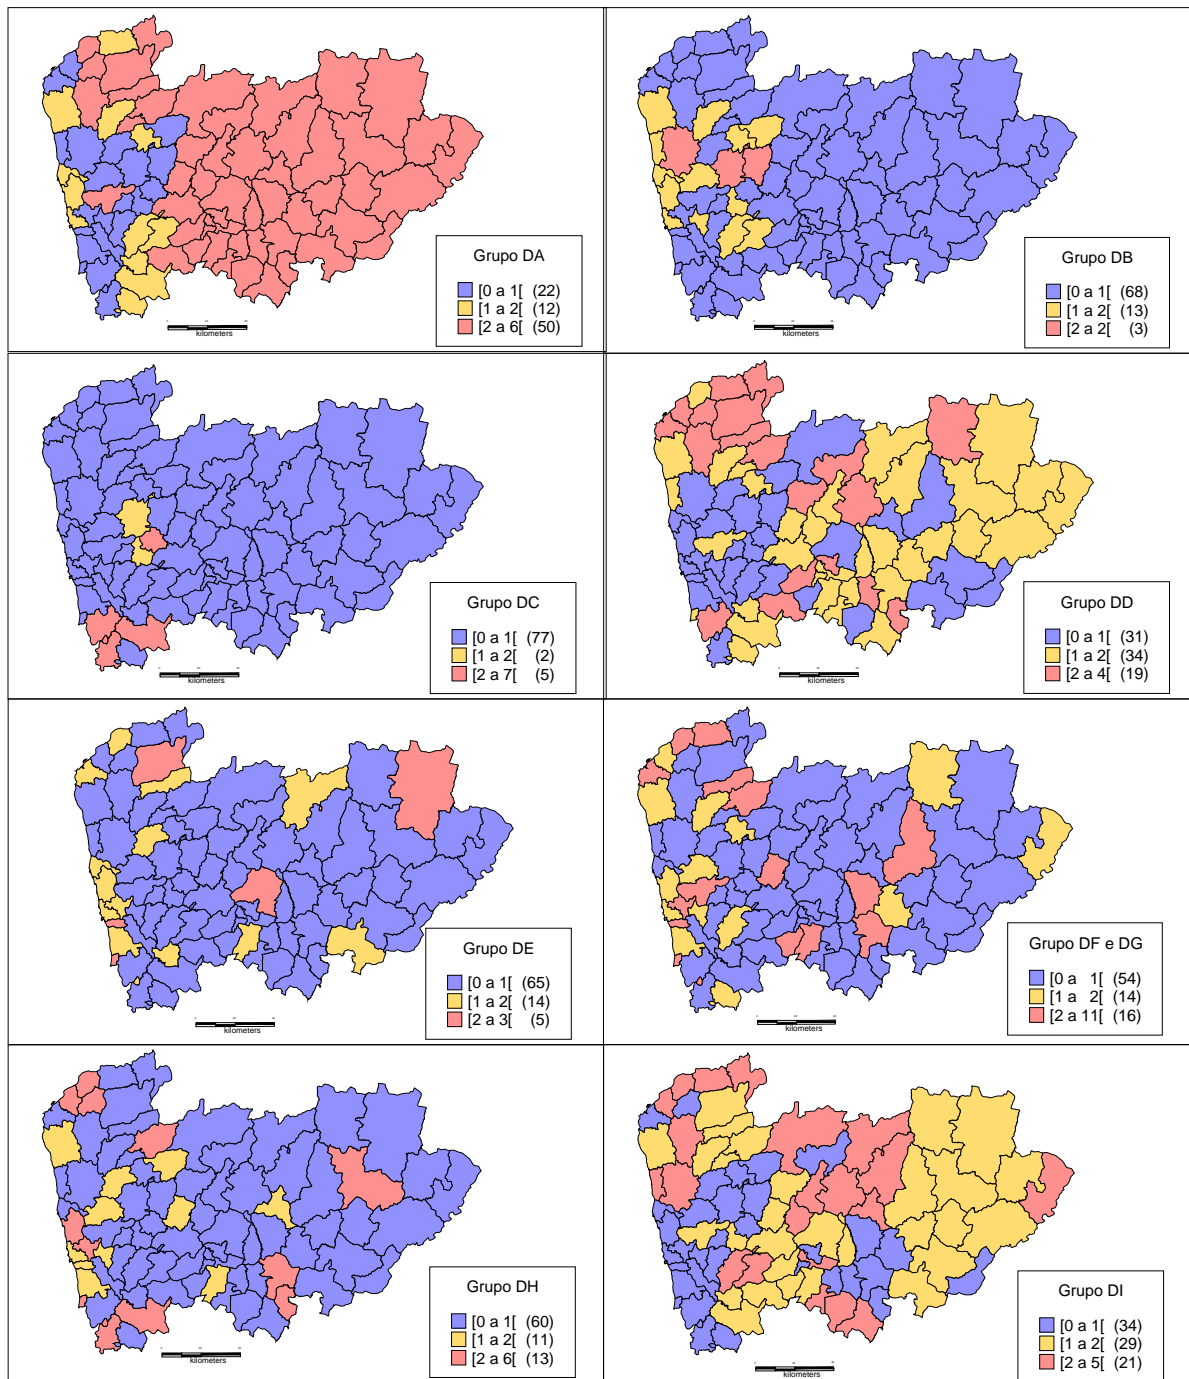 Grupo DA
[0 a 1[ (22)
[1 a 2[ (12)
[2 a 6[ (50)
kilometers
Grupo DB
[0 a 1[ (68)
[1 a 2[ (13)
[2 a 2[ (3)
kilometers
Grupo DC
[0 a 1[ (77)
[1 a 2[ (2)
[2 a 7[ (5)
kilometers
Grupo DD
[0 a 1[ (31)
[1 a 2[ (34)
[2 a 4[ (19)
kilometers
Grupo DE
[0 a 1[ (65)
[1 a 2[ (14)
[2 a 3[ (5)
kilometers
Grupo DF e DG
[0 a 1[ (54)
[1 a 2[ (14)
[2 a 11[ (16)
kilometers
Grupo DH
[0 a 1[ (60)
[1 a 2[ (11)
[2 a 6[ (13)
kilometers
Grupo DI
[0 a 1[ (34)
[1 a 2[ (29)
[2 a 5[ (21)
kilometers